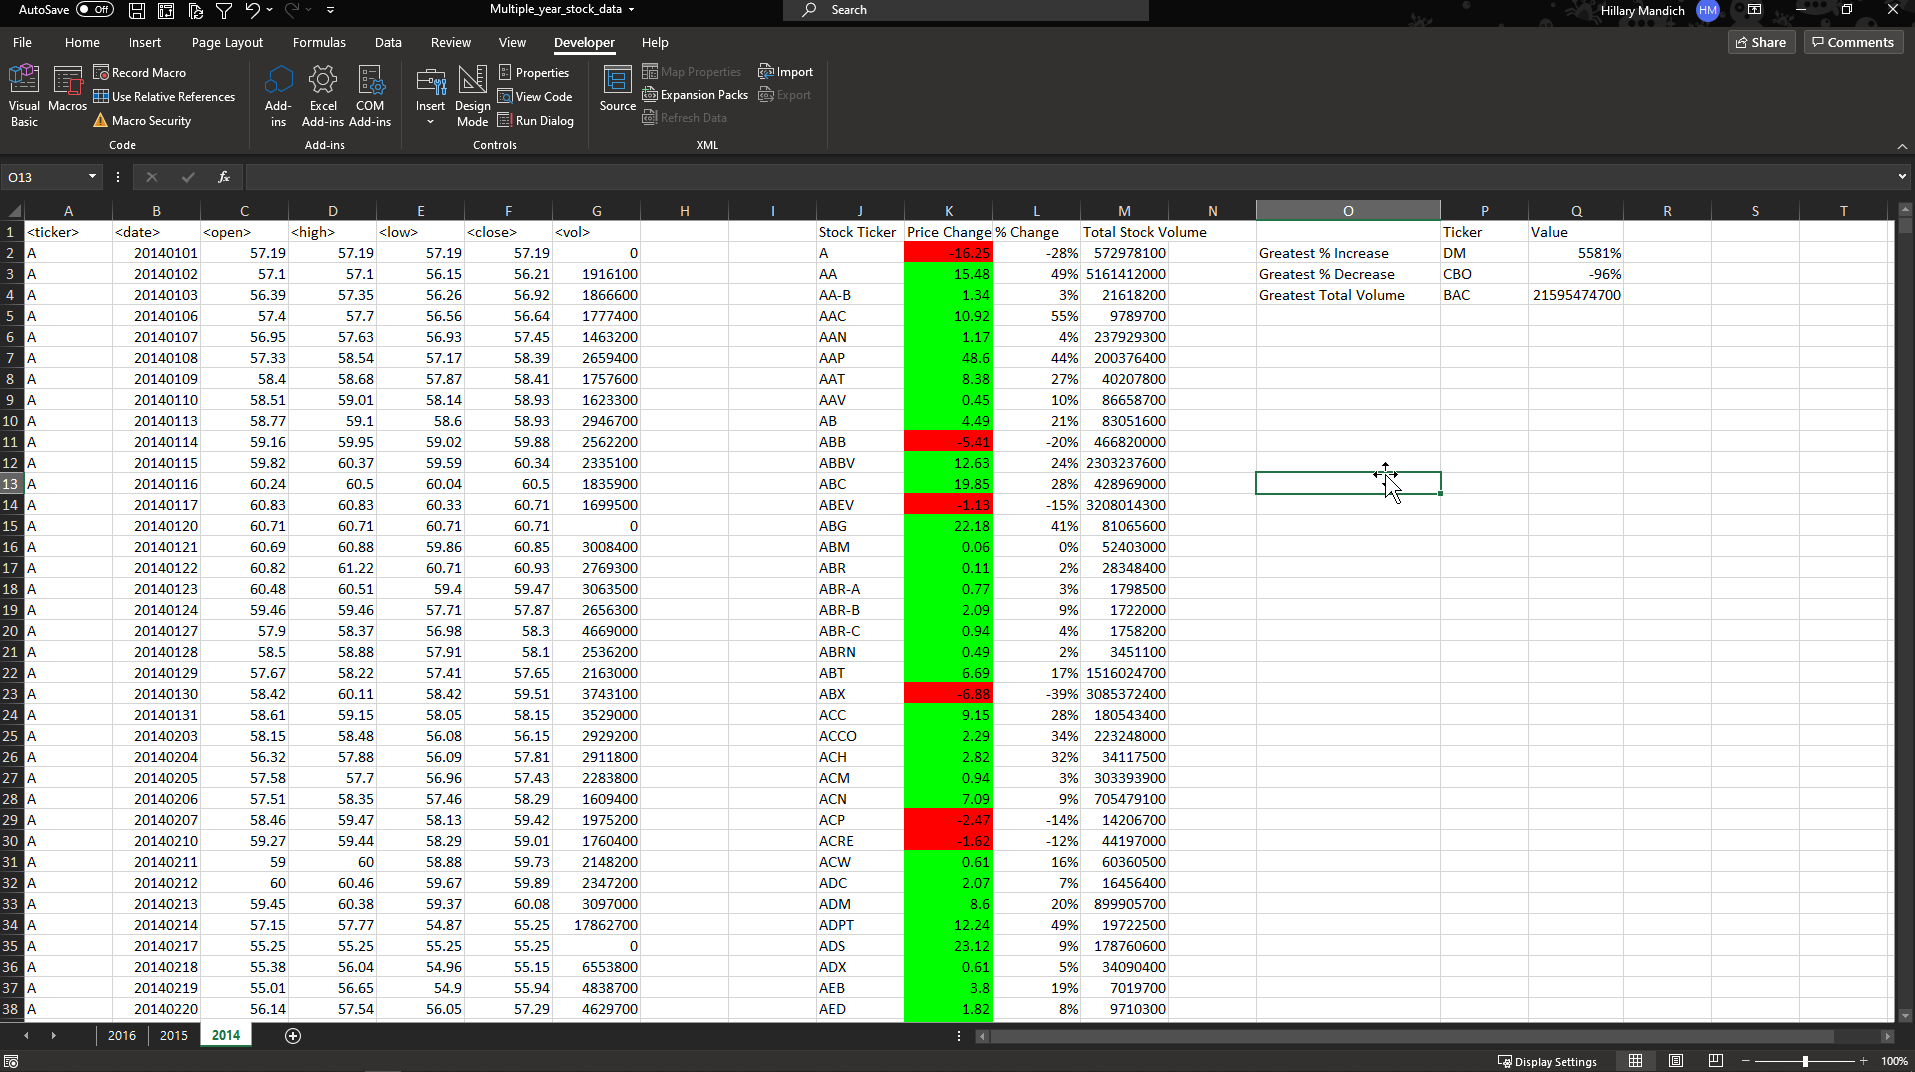 AutoSave Off Multiple_year_stock_data Search Hillary Mandich HM
File Home Insert Page Layout Formulas Data Review View Developer Help Share Comments
Visual Basic Macros Record Macro Use Relative References Macro Security
Add-ins Excel Add-ins COM Add-ins
Insert Design Mode Properties View Code Run Dialog
Source Map Properties Expansion Packs Refresh Data Import Export
Code Add-ins Controls XML
O13 fx
A B C D E F G H I J K L M N O P Q R S T
1 <ticker> <date> <open> <high> <low> <close> <vol> Stock Ticker Price Change % Change Total Stock Volume Ticker Value
2 A 20140101 57.19 57.19 57.19 57.19 0 A -16.25 -28% 572978100 Greatest % Increase DM 5581%
3 A 20140102 57.1 57.1 56.15 56.21 1916100 AA 15.48 49% 5161412000 Greatest % Decrease CBO -96%
4 A 20140103 56.39 57.35 56.26 56.92 1866600 AA-B 1.34 3% 21618200 Greatest Total Volume BAC 21595474700
5 A 20140106 57.4 57.7 56.56 56.64 1777400 AAC 10.92 55% 9789700
6 A 20140107 56.95 57.63 56.93 57.45 1463200 AAN 1.17 4% 237929300
7 A 20140108 57.33 58.54 57.17 58.39 2659400 AAP 48.6 44% 200376400
8 A 20140109 58.4 58.68 57.87 58.41 1757600 AAT 8.38 27% 40207800
9 A 20140110 58.51 59.01 58.14 58.93 1623300 AAV 0.45 10% 86658700
10 A 20140113 58.77 59.1 58.6 58.93 2946700 AB 4.49 21% 83051600
11 A 20140114 59.16 59.95 59.02 59.88 2562200 ABB -5.41 -20% 466820000
12 A 20140115 59.82 60.37 59.59 60.34 2335100 ABBV 12.63 24% 2303237600
13 A 20140116 60.24 60.5 60.04 60.5 1835900 ABC 19.85 28% 428969000
14 A 20140117 60.83 60.83 60.33 60.71 1699500 ABEV -1.13 -15% 3208014300
15 A 20140120 60.71 60.71 60.71 60.71 0 ABG 22.18 41% 81065600
16 A 20140121 60.69 60.88 59.86 60.85 3008400 ABM 0.06 0% 52403000
17 A 20140122 60.82 61.22 60.71 60.93 2769300 ABR 0.11 2% 28348400
18 A 20140123 60.48 60.51 59.4 59.47 3063500 ABR-A 0.77 3% 1798500
19 A 20140124 59.46 59.46 57.71 57.87 2656300 ABR-B 2.09 9% 1722000
20 A 20140127 57.9 58.37 56.98 58.3 4669000 ABR-C 0.94 4% 1758200
21 A 20140128 58.5 58.88 57.91 58.1 2536200 ABRN 0.49 2% 3451100
22 A 20140129 57.67 58.22 57.41 57.65 2163000 ABT 6.69 17% 1516024700
23 A 20140130 58.42 60.11 58.42 59.51 3743100 ABX -6.88 -39% 3085372400
24 A 20140131 58.61 59.15 58.05 58.15 3529000 ACC 9.15 28% 180543400
25 A 20140203 58.15 58.48 56.08 56.15 2929200 ACCO 2.29 34% 223248000
26 A 20140204 56.32 57.88 56.09 57.81 2911800 ACH 2.82 32% 34117500
27 A 20140205 57.58 57.7 56.96 57.43 2283800 ACM 0.94 3% 303393900
28 A 20140206 57.51 58.35 57.46 58.29 1609400 ACN 7.09 9% 705479100
29 A 20140207 58.46 59.47 58.13 59.42 1975200 ACP -2.47 -14% 14206700
30 A 20140210 59.27 59.44 58.29 59.01 1760400 ACRE -1.62 -12% 44197000
31 A 20140211 59 60 58.88 59.73 2148200 ACW 0.61 16% 60360500
32 A 20140212 60 60.46 59.67 59.89 2347200 ADC 2.07 7% 16456400
33 A 20140213 59.45 60.38 59.37 60.08 3097000 ADM 8.6 20% 899905700
34 A 20140214 57.15 57.77 54.87 55.25 17862700 ADPT 12.24 49% 19722500
35 A 20140217 55.25 55.25 55.25 55.25 0 ADS 23.12 9% 178760600
36 A 20140218 55.38 56.04 54.96 55.15 6553800 ADX 0.61 5% 34090400
37 A 20140219 55.01 56.65 54.9 55.94 4838700 AEB 3.8 19% 7019700
38 A 20140220 56.14 57.54 56.05 57.29 4629700 AED 1.82 8% 9710300
2016 2015 2014
Display Settings 100%